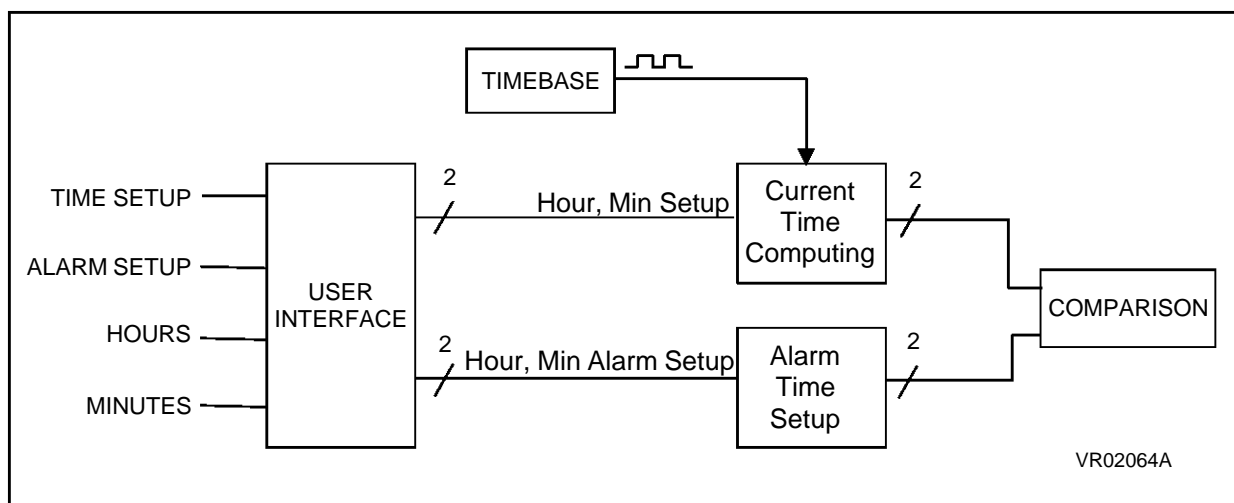 TIMEBASE
TIME SETUP
ALARM SETUP
HOURS
MINUTES
USER
INTERFACE
2
Hour, Min Setup
2
Hour, Min Alarm Setup
Current
Time
Computing
2
Alarm
Time
Setup
2
COMPARISON
VR02064A